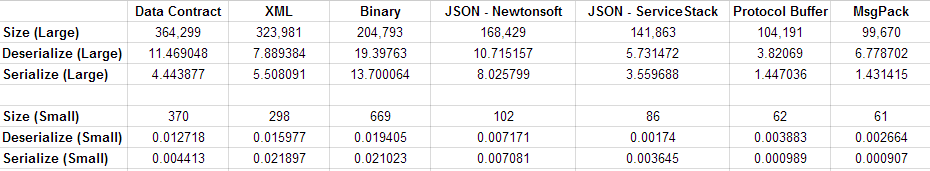 Data Contract XML Binary JSON - Newtonsoft JSON - ServiceStack Protocol Buffer MsgPack
Size (Large) 364,299 323,981 204,793 168,429 141,863 104,191 99,670
Deserialize (Large) 11.469048 7.889384 19.39763 10.715157 5.731472 3.82069 6.778702
Serialize (Large) 4.443877 5.508091 13.700064 8.025799 3.559688 1.447036 1.431415
Size (Small) 370 298 669 102 86 62 61
Deserialize (Small) 0.012718 0.015977 0.019405 0.007171 0.00174 0.003883 0.002664
Serialize (Small) 0.004413 0.021897 0.021023 0.007081 0.003645 0.000989 0.000907